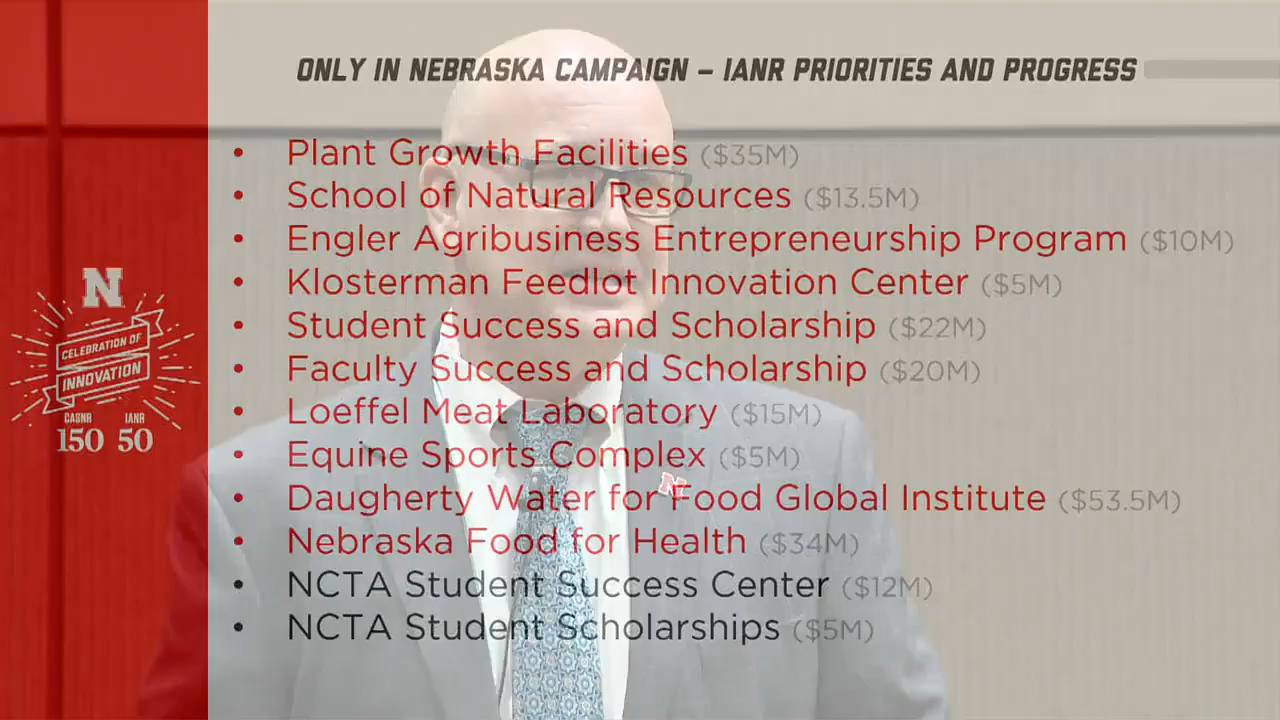 ONLY IN NEBRASKA CAMPAIGN – IANR PRIORITIES AND PROGRESS
• Plant Growth Facilities ($35M)
• School of Natural Resources ($13.5M)
• Engler Agribusiness Entrepreneurship Program ($10M)
• Klosterman Feedlot Innovation Center ($5M)
• Student Success and Scholarship ($22M)
• Faculty Success and Scholarship ($20M)
• Loeffel Meat Laboratory ($15M)
• Equine Sports Complex ($5M)
• Daugherty Water for Food Global Institute ($53.5M)
• Nebraska Food for Health ($34M)
• NCTA Student Success Center ($12M)
• NCTA Student Scholarships ($5M)
N
CELEBRATION OF
INNOVATION
CASNR IANR
150 50
N